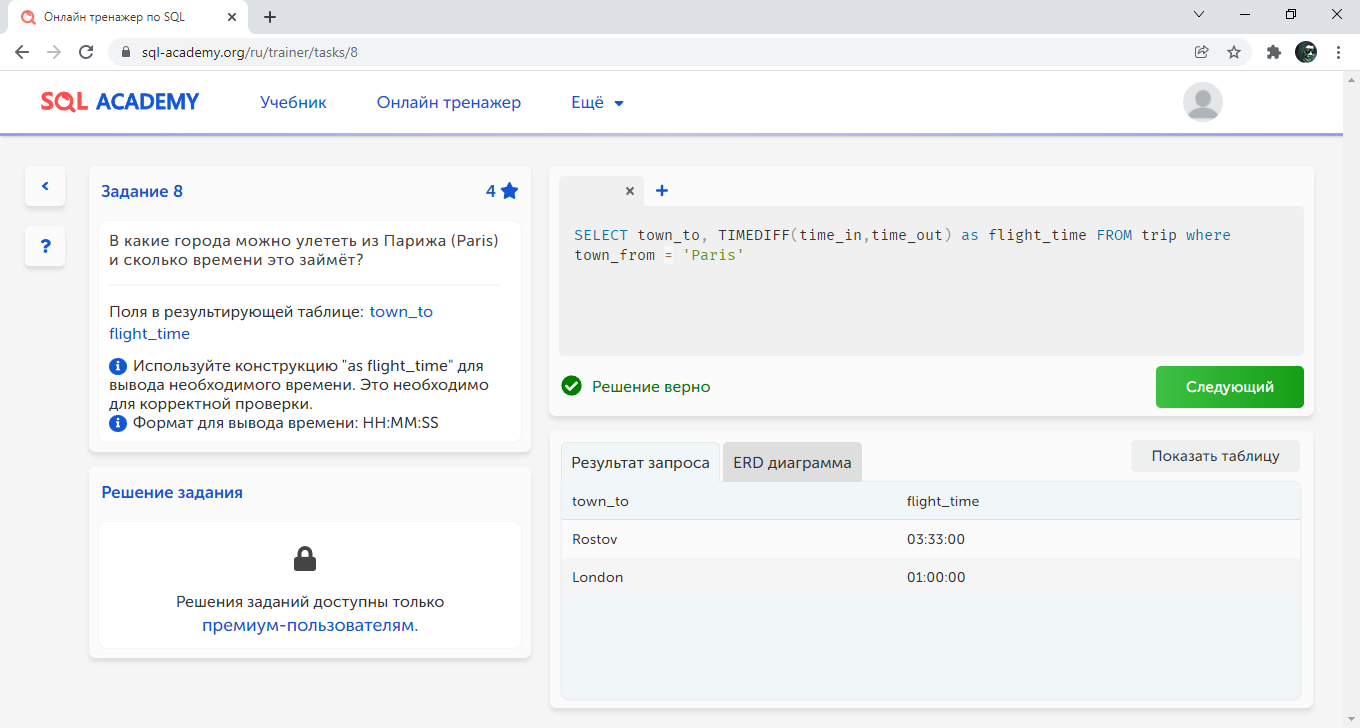 Онлайн тренажер по SQL
sql-academy.org/ru/trainer/tasks/8
SQL ACADEMY
Учебник
Онлайн тренажер
Ещё
Задание 8
4
В какие города можно улететь из Парижа (Paris)
и сколько времени это займёт?
Поля в результирующей таблице: town_to
flight_time
Используйте конструкцию "as flight_time" для
вывода необходимого времени. Это необходимо
для корректной проверки.
Формат для вывода времени: HH:MM:SS
Решение задания
Решения заданий доступны только
премиум-пользователям.
SELECT town_to, TIMEDIFF(time_in,time_out) as flight_time FROM trip where
town_from = 'Paris'
Решение верно
Следующий
Результат запроса
ERD диаграмма
Показать таблицу
town_to flight_time
Rostov 03:33:00
London 01:00:00